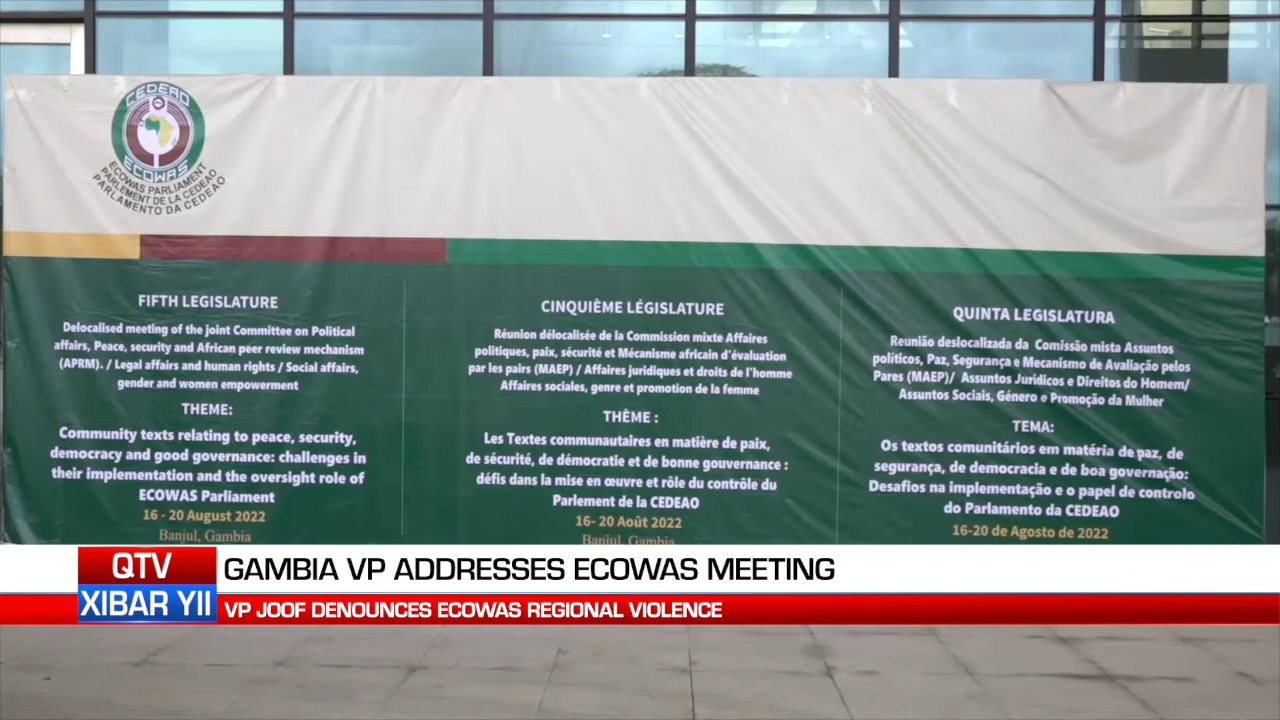 CEDEAO
ECOWAS
ECOWAS PARLIAMENT
PARLEMENT DE LA CEDEAO
PARLAMENTO DA CEDEAO
FIFTH LEGISLATURE
Delocalised meeting of the joint Committee on Political
affairs, Peace, security and African peer review mechanism
(APRM). / Legal affairs and human rights / Social affairs,
gender and women empowerment
THEME:
Community texts relating to peace, security,
democracy and good governance: challenges in
their implementation and the oversight role of
ECOWAS Parliament
16 - 20 August 2022
Banjul, Gambia
CINQUIÈME LÉGISLATURE
Réunion délocalisée de la Commission mixte Affaires
politiques, paix, sécurité et Mécanisme africain d'évaluation
par les pairs (MAEP) / Affaires juridiques et droits de l'homme
Affaires sociales, genre et promotion de la femme
THÈME :
Les Textes communautaires en matière de paix,
de sécurité, de démocratie et de bonne gouvernance :
défis dans la mise en œuvre et rôle du contrôle du
Parlement de la CEDEAO
16- 20 Août 2022
Banjul, Gambia
QUINTA LEGISLATURA
Reunião deslocalizada da Comissão mista Assuntos
políticos, Paz, Segurança e Mecanismo de Avaliação pelos
Pares (MAEP)/ Assuntos Jurídicos e Direitos do Homem/
Assuntos Sociais, Género e Promoção da Mulher
TEMA:
Os textos comunitários em matéria de paz, de
segurança, de democracia e de boa governação:
Desafios na implementação e o papel de controlo
do Parlamento da CEDEAO
16-20 de Agosto de 2022
QTV
XIBAR YII
GAMBIA VP ADDRESSES ECOWAS MEETING
VP JOOF DENOUNCES ECOWAS REGIONAL VIOLENCE